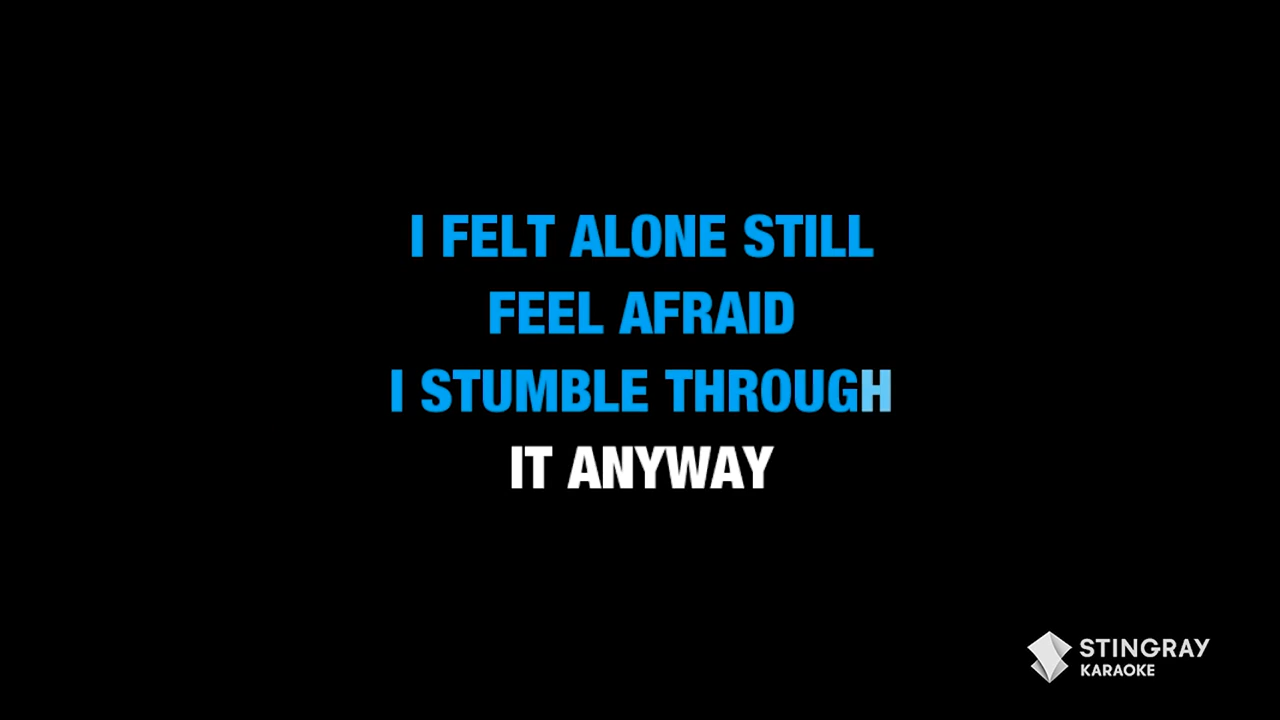 I FELT ALONE STILL
FEEL AFRAID
I STUMBLE THROUGH
IT ANYWAY
STINGRAY
KARAOKE